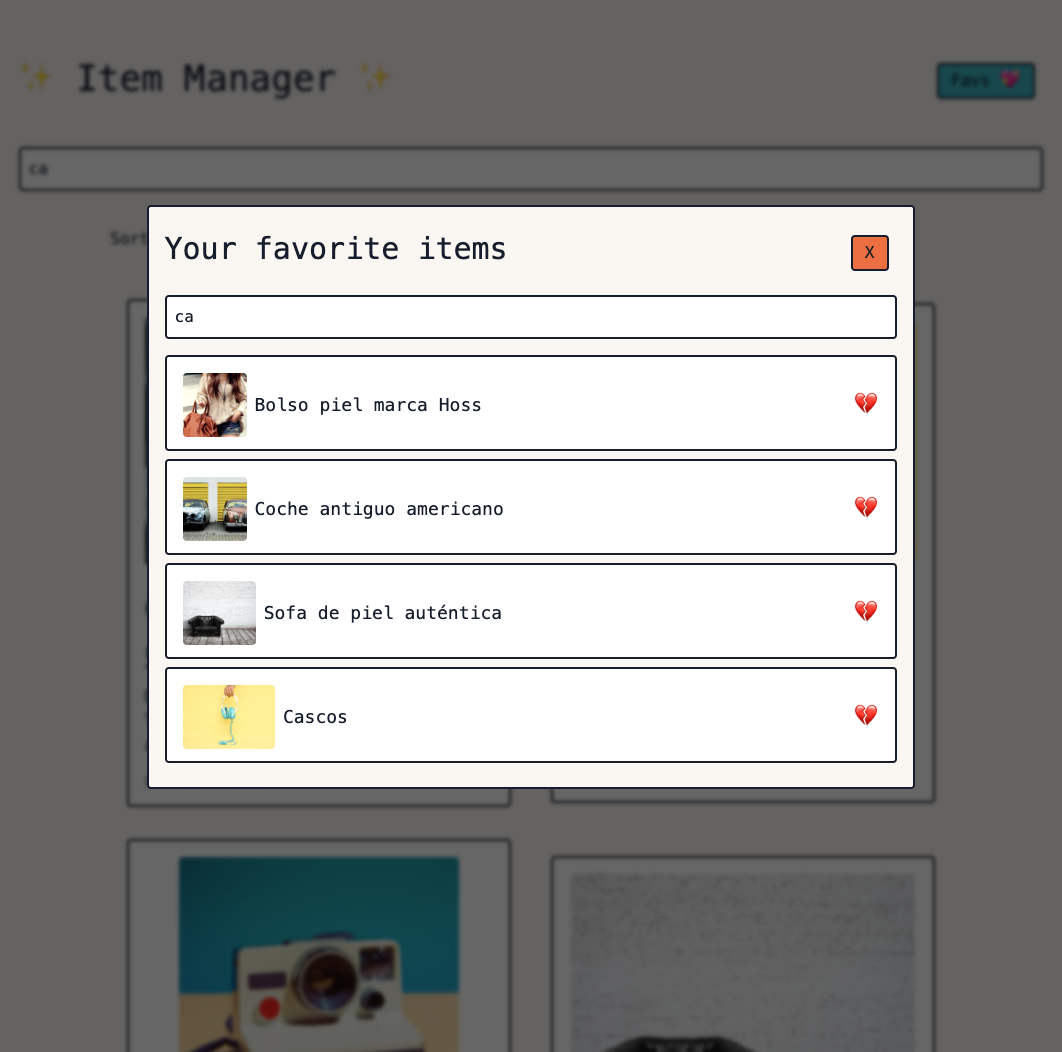 ✨ Item Manager ✨
Favs 💖
ca
Sort
Your favorite items
X
ca
Bolso piel marca Hoss
Coche antiguo americano
Sofa de piel auténtica
Cascos